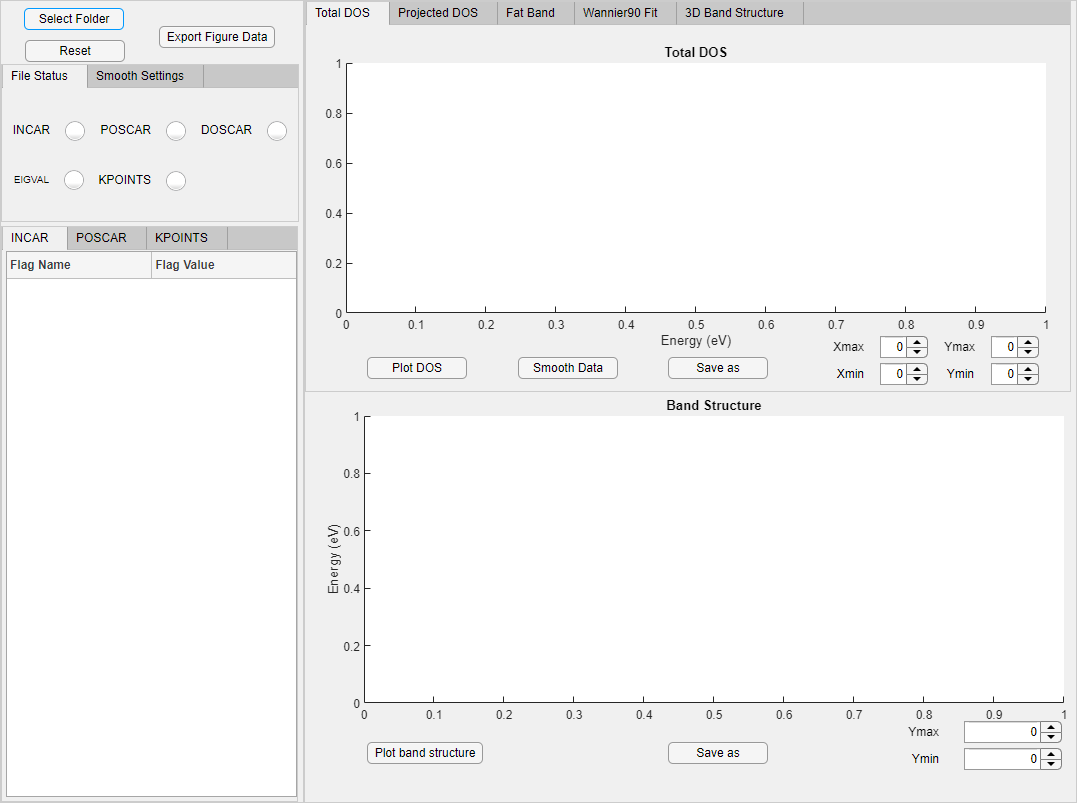 Select Folder
Reset
Export Figure Data
File Status
Smooth Settings
INCAR
POSCAR
DOSCAR
EIGVAL
KPOINTS
INCAR
POSCAR
KPOINTS
Flag Name
Flag Value
Total DOS
Projected DOS
Fat Band
Wannier90 Fit
3D Band Structure
Total DOS
1
0.8
0.6
0.4
0.2
0
0 0.1 0.2 0.3 0.4 0.5 0.6 0.7 0.8 0.9 1
Energy (eV)
Plot DOS
Smooth Data
Save as
Xmax 0
Ymax 0
Xmin 0
Ymin 0
Band Structure
Energy (eV)
1
0.8
0.6
0.4
0.2
0
0 0.1 0.2 0.3 0.4 0.5 0.6 0.7 0.8 0.9 1
Plot band structure
Save as
Ymax 0
Ymin 0